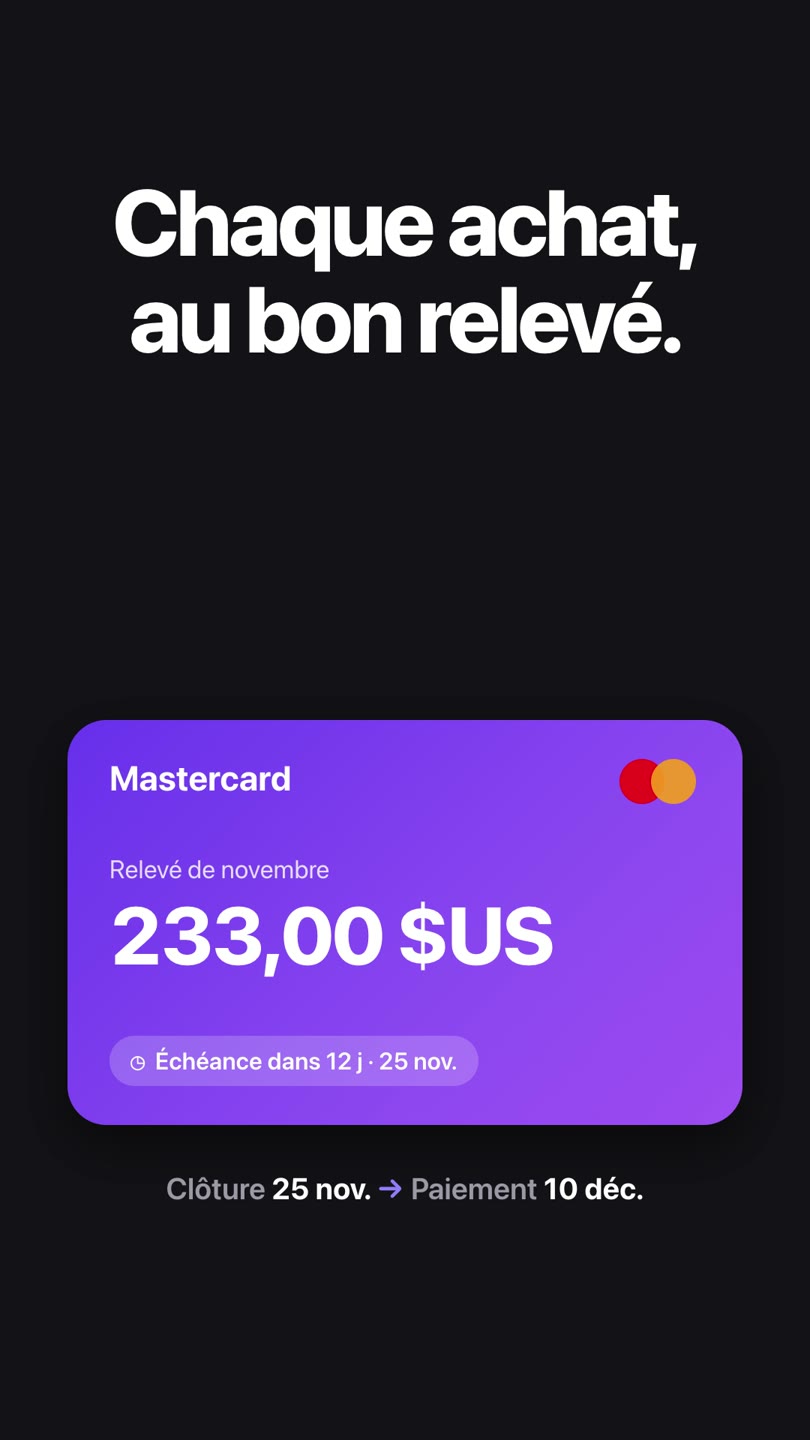 Chaque achat,
au bon relevé.
Mastercard
Relevé de novembre
233,00 $US
Échéance dans 12 j · 25 nov.
Clôture 25 nov. → Paiement 10 déc.